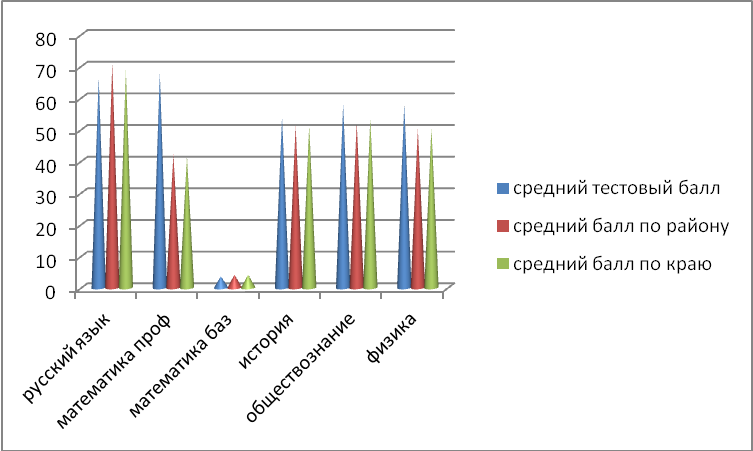 80
70
60
50
40
30
20
10
0
русский язык
математика проф
математика баз
история
обществознание
физика
средний тестовый балл
средний балл по району
средний балл по краю